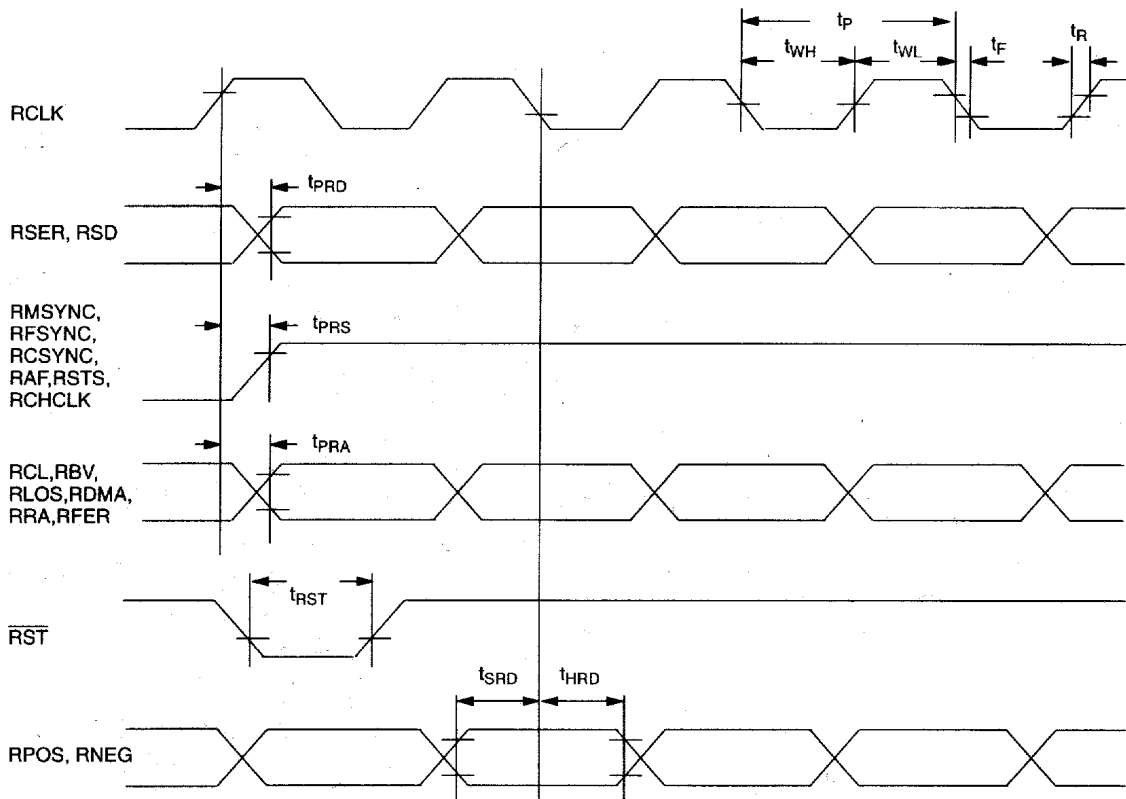 tP
tWH
tWL
tF
tR
RCLK
tPRD
RSER, RSD
RMSYNC,
RFSYNC,
RCSYNC,
RAF,RSTS,
RCHCLK
tPRS
tPRA
RCL,RBV,
RLOS,RDMA,
RRA,RFER
tRST
RST
tSRD
tHRD
RPOS, RNEG